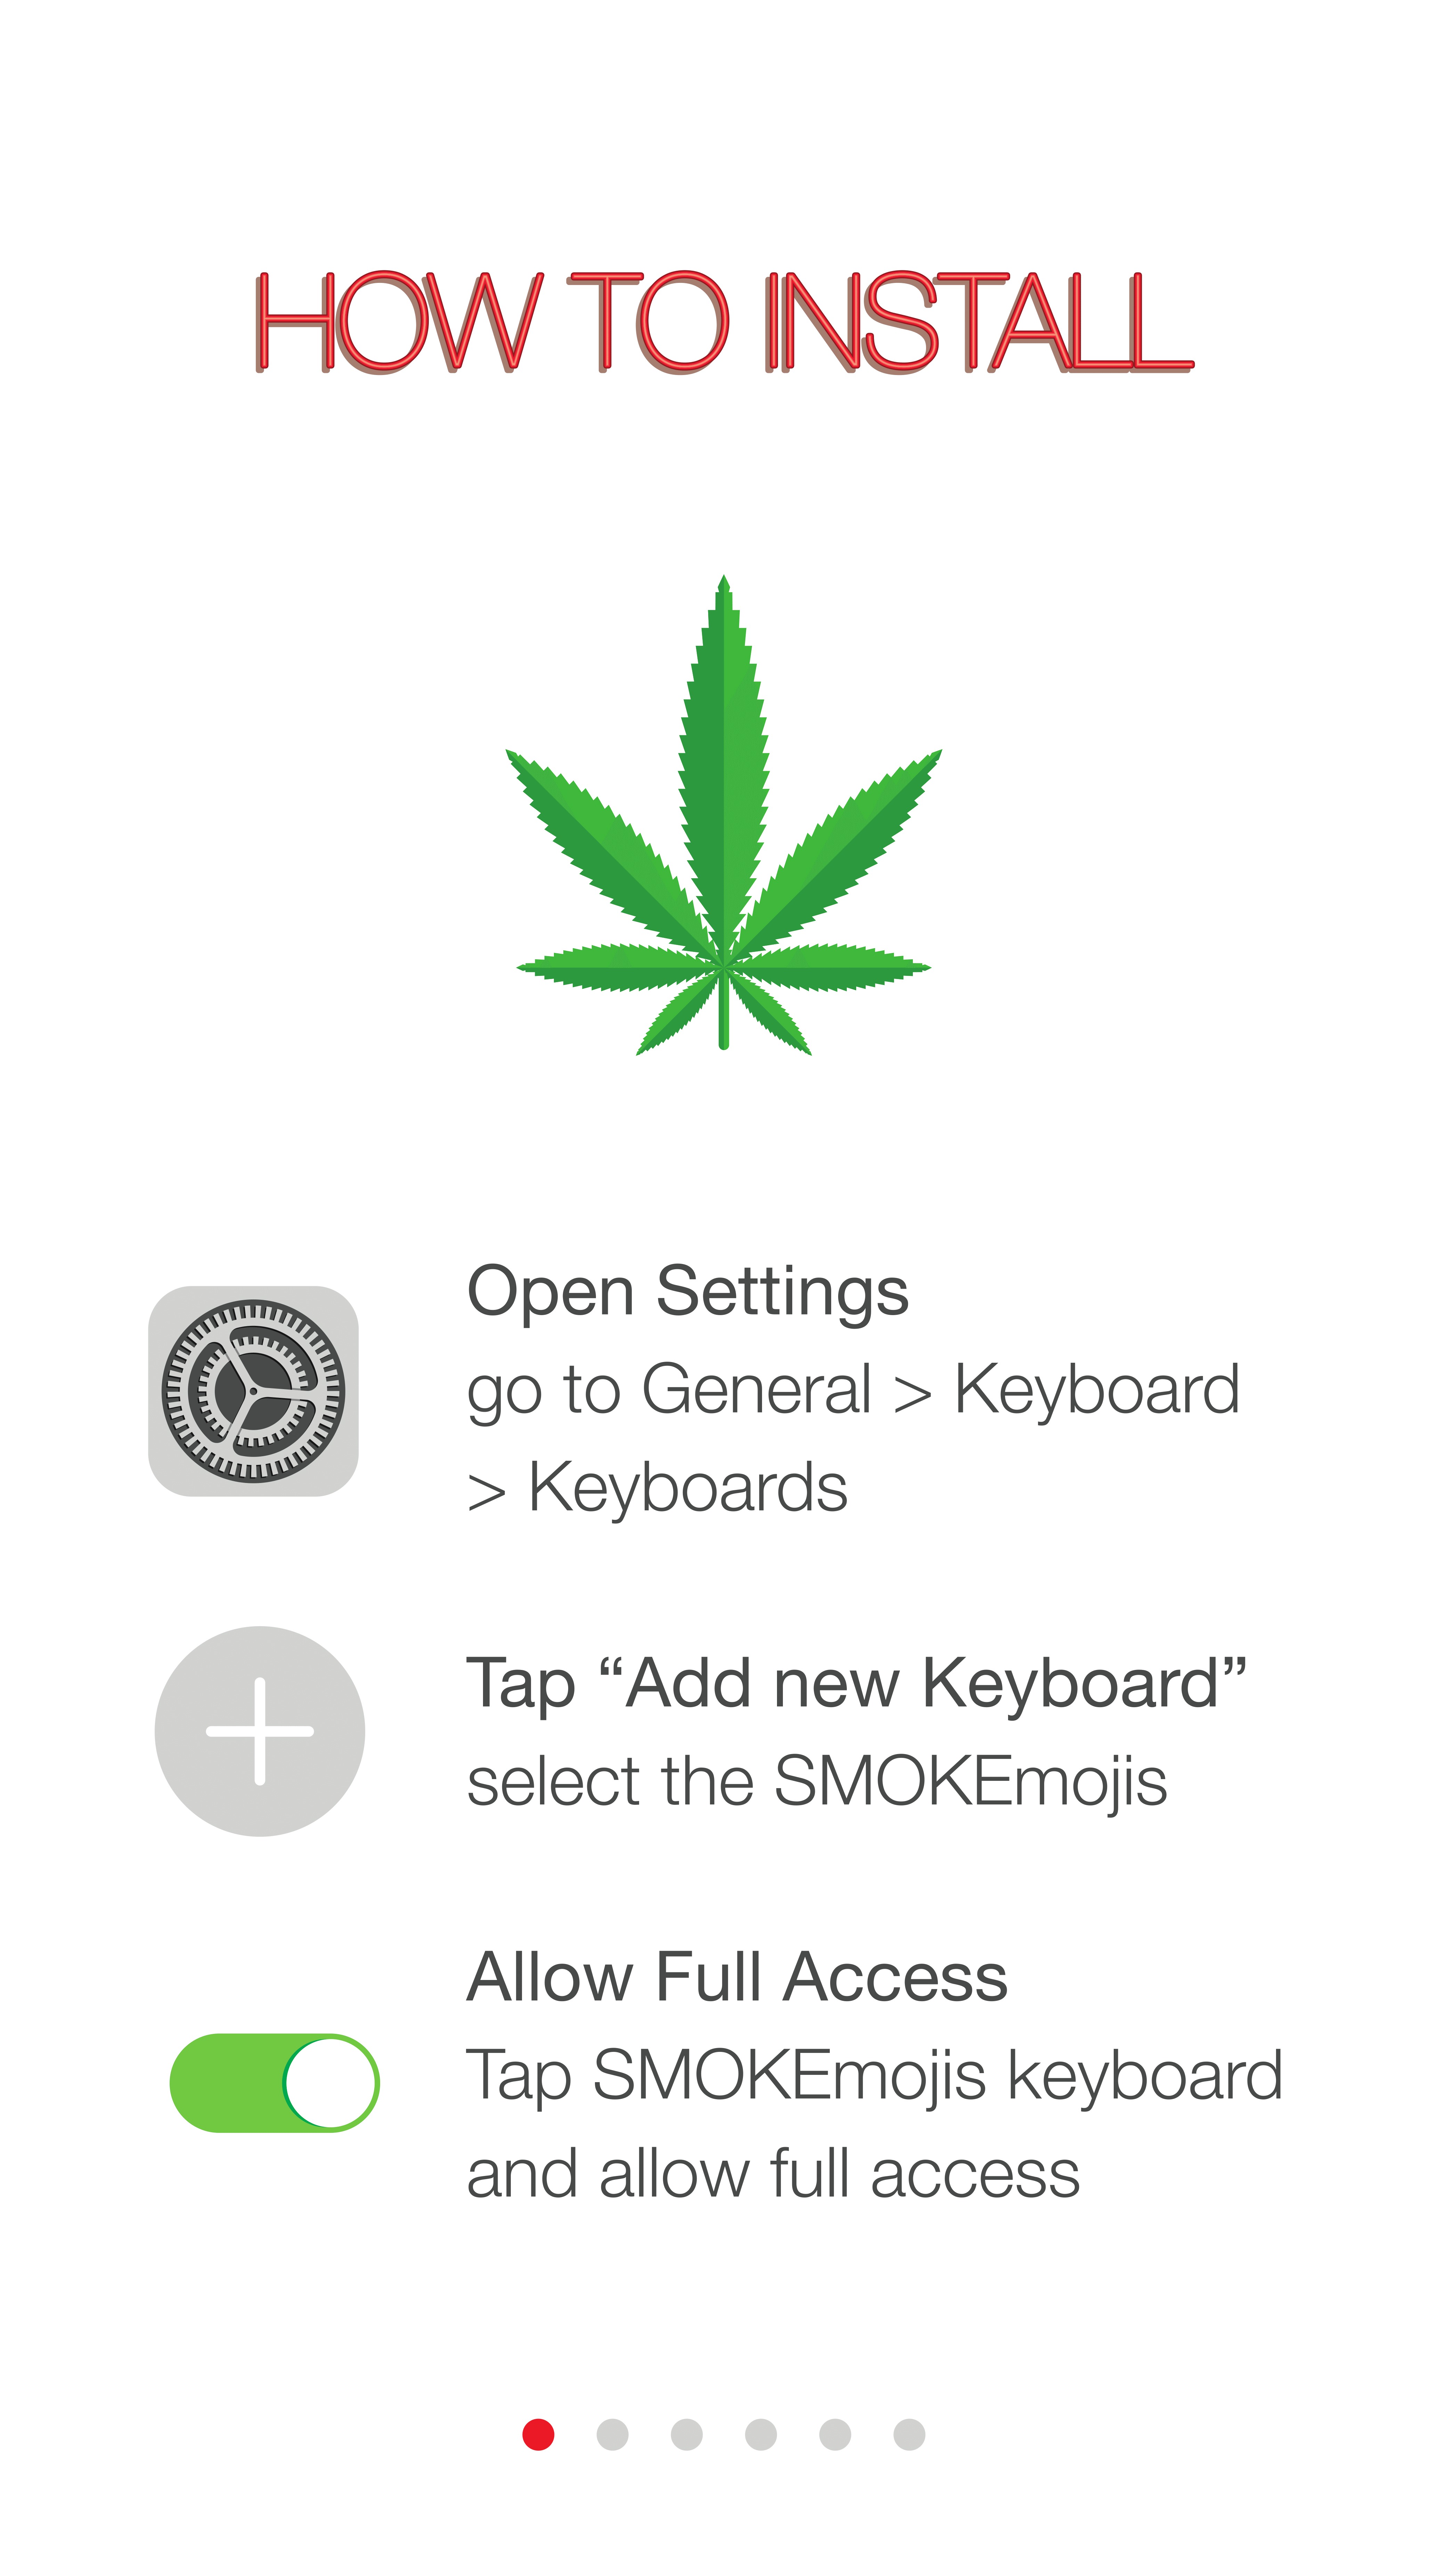 HOW TO INSTALL
Open Settings
go to General > Keyboard
> Keyboards
Tap “Add new Keyboard”
select the SMOKEmojis
Allow Full Access
Tap SMOKEmojis keyboard
and allow full access